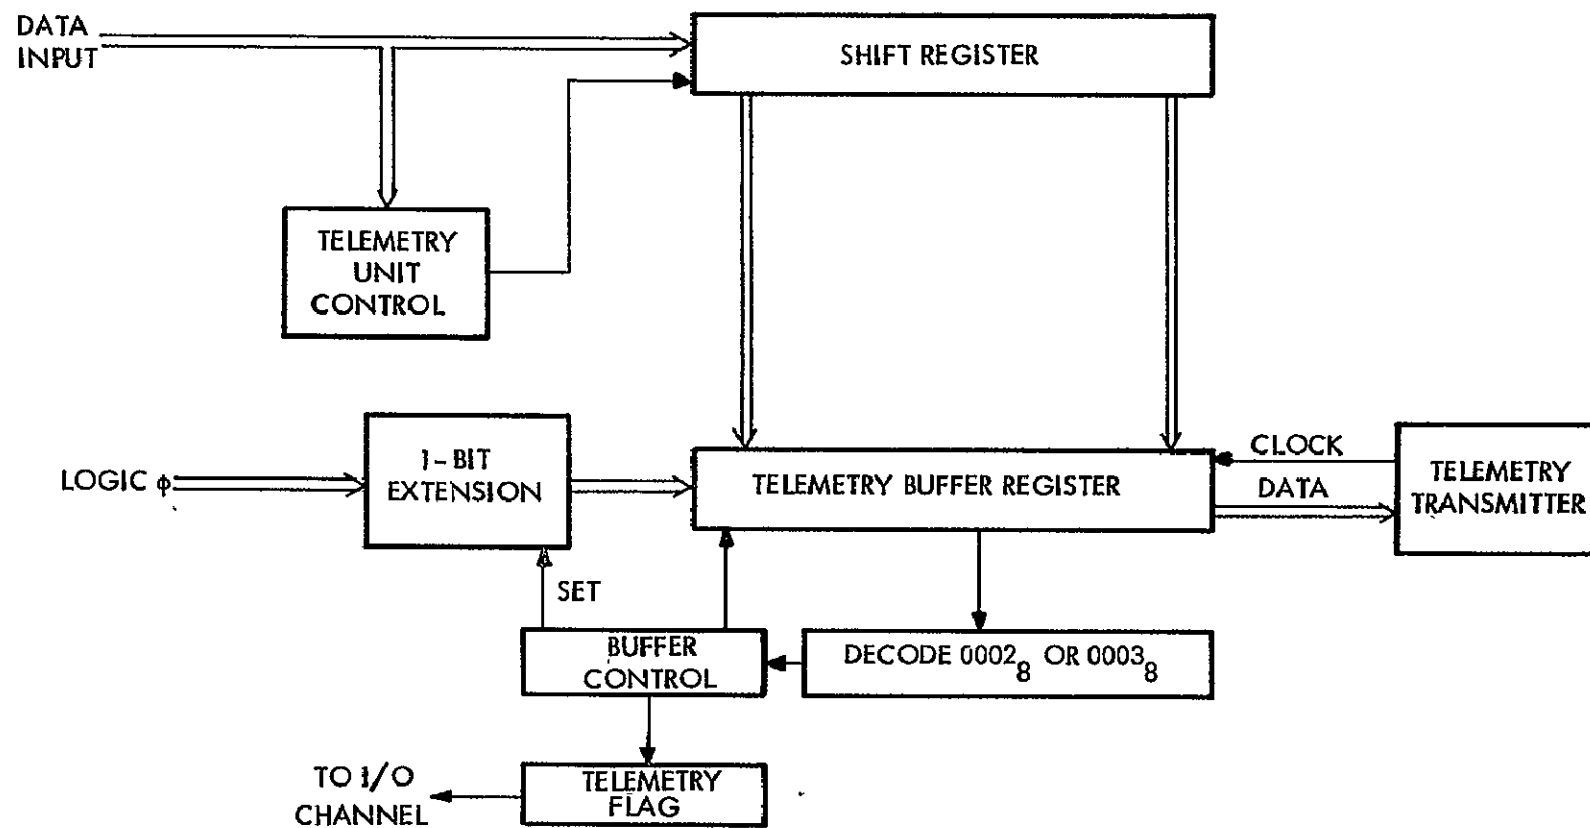 DATA
INPUT
SHIFT REGISTER
TELEMETRY
UNIT
CONTROL
LOGIC ϕ
1-BIT
EXTENSION
TELEMETRY BUFFER REGISTER
CLOCK
DATA
TELEMETRY
TRANSMITTER
SET
BUFFER
CONTROL
DECODE 0002₈ OR 0003₈
TO I/O
CHANNEL
TELEMETRY
FLAG